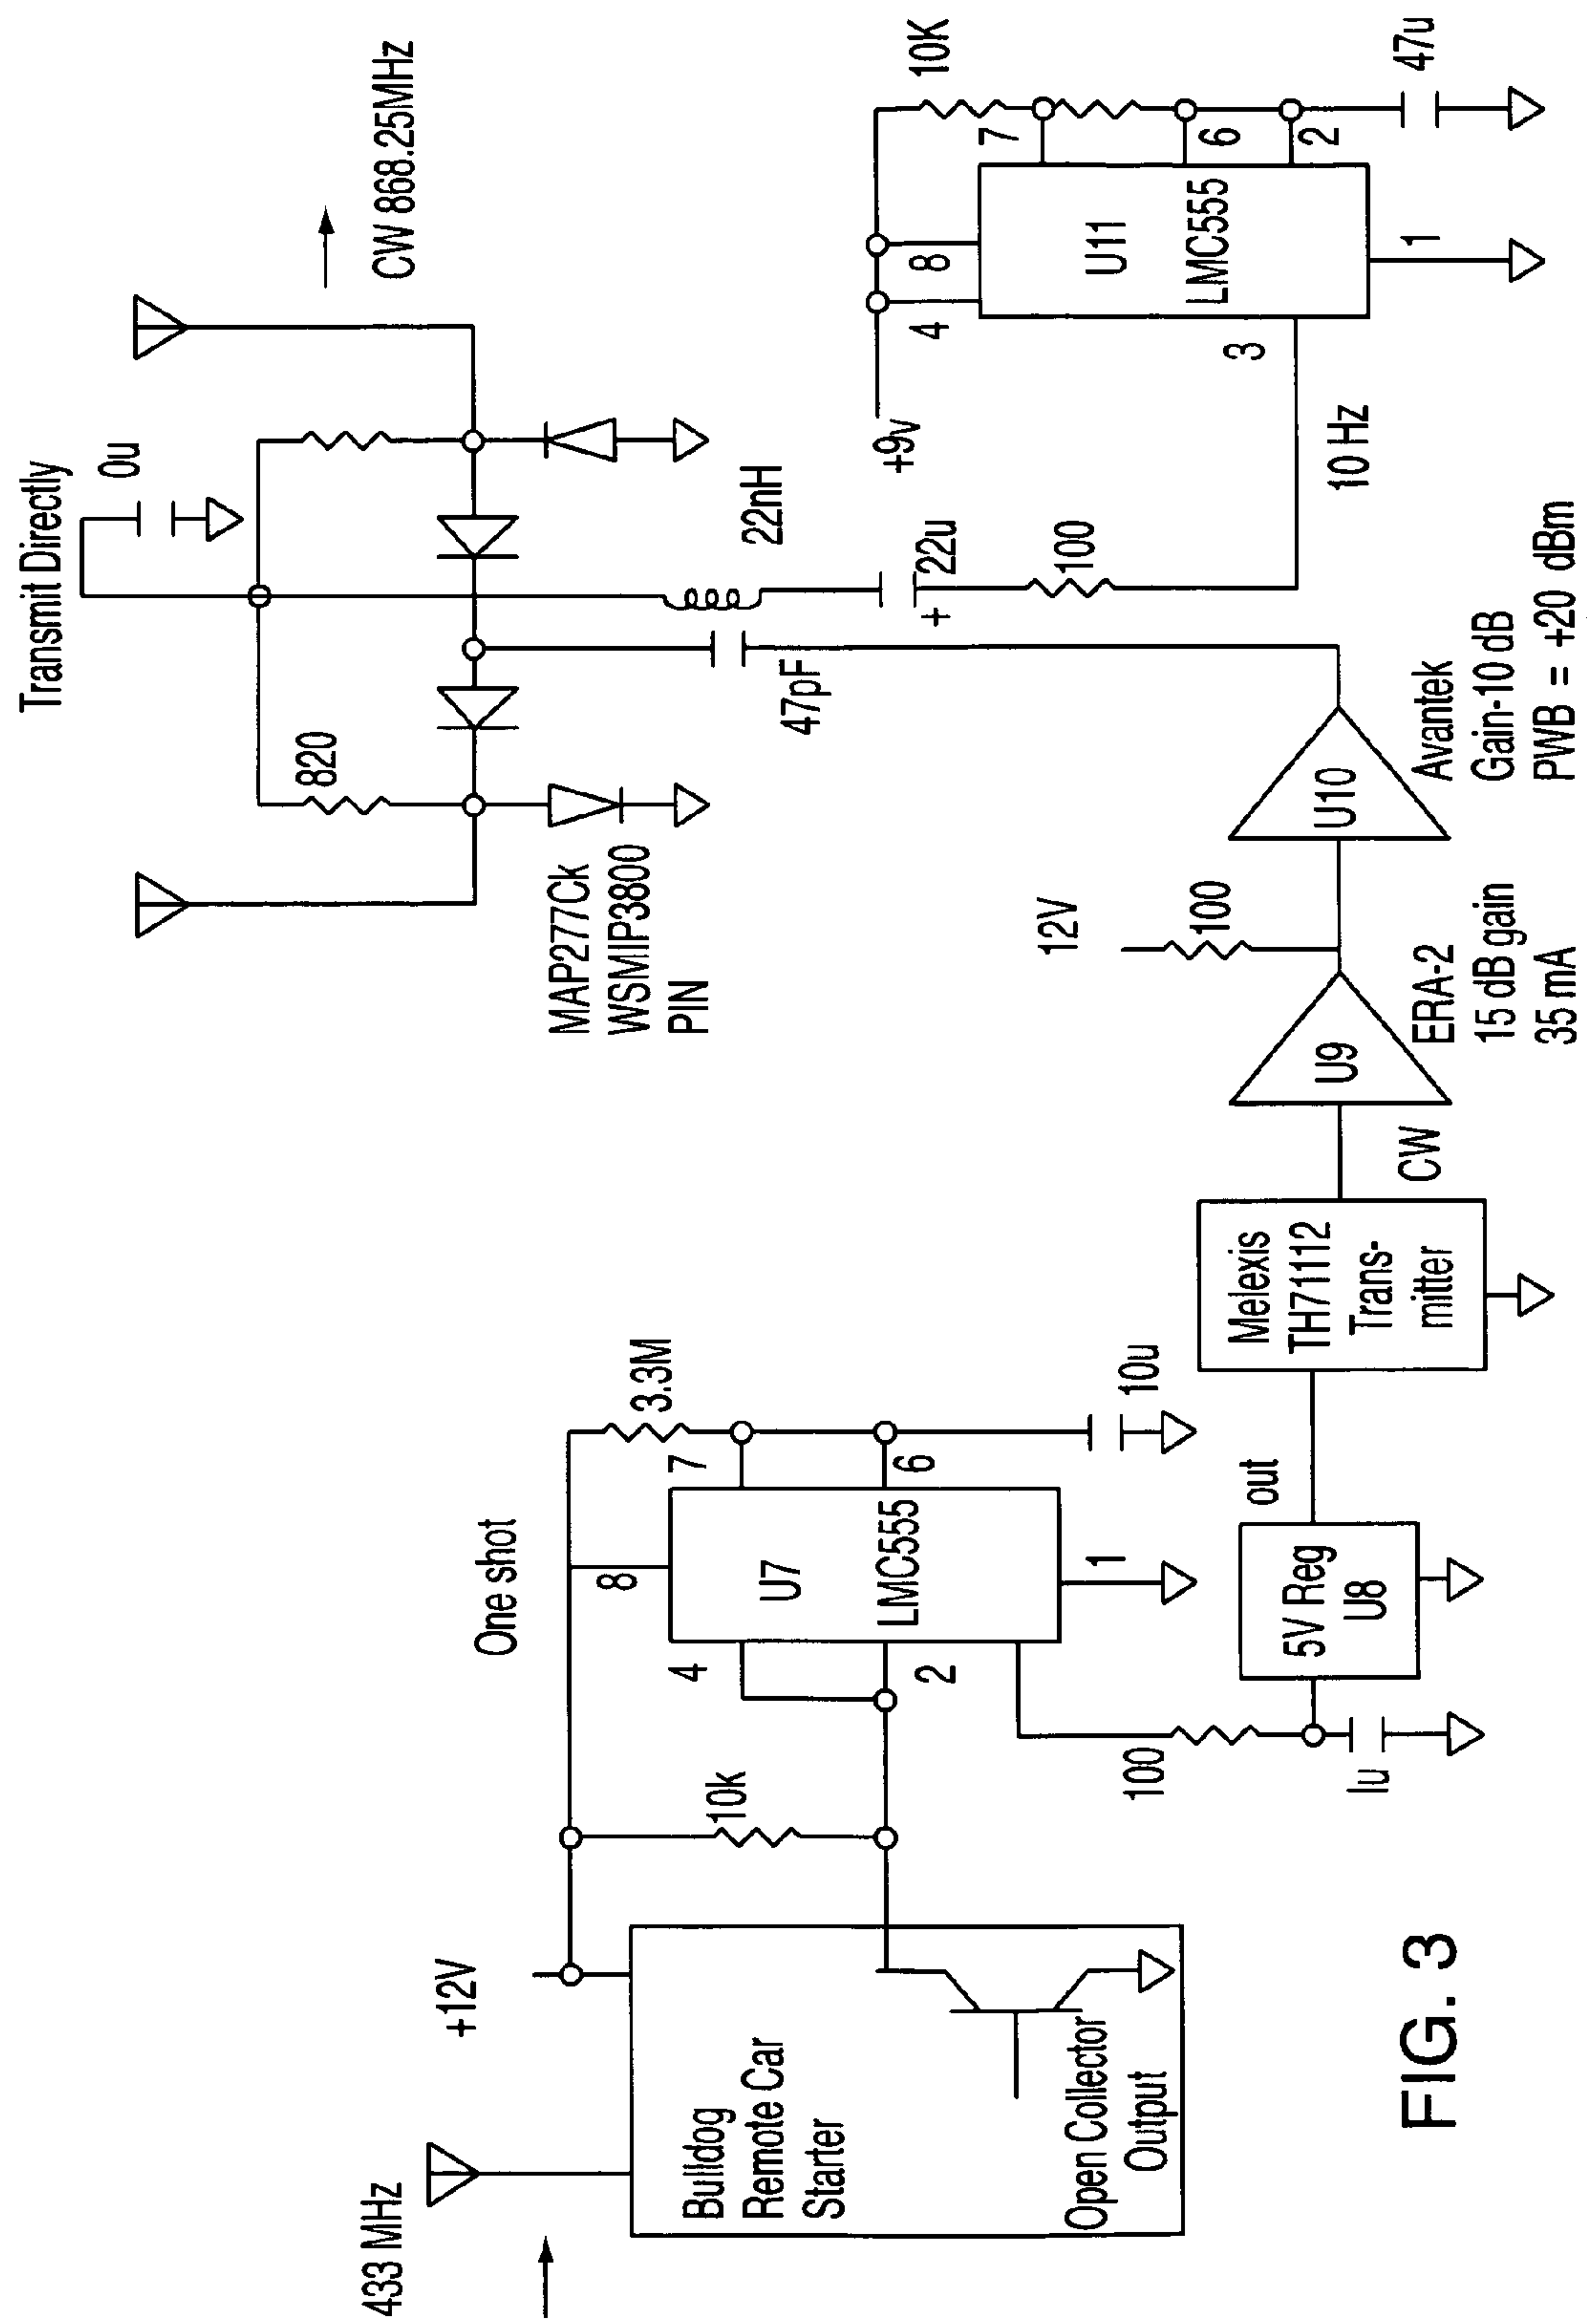 433 MHz
+12V
Bulldog
Remote Car
Starter
Open Collector
Output
10k
One shot
8
3.3M
7
4
U7
LMC555
6
2
1
10u
100
Iu
5V Reg
U8
out
Melexis
TH71112
Trans-
mitter
CW
U9
ERA-2
15 dB gain
35 mA
12V
100
U10
Avantek
Gain-10 dB
PWB = +20 dBm
Transmit Directly
0u
820
MAP277Ck
WSMIP3800
PIN
47pF
22nH
22u
+
100
CW 868.25MHz
+9v
10K
7
8
4
U11
LMC555
6
2
3
1
47u
10 Hz
FIG. 3